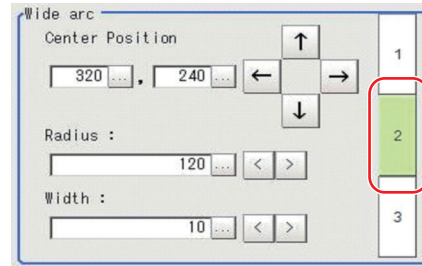 Wide arc
Center Position
320 ... , 240 ...
Radius :
120 ... < >
Width :
10 ... < >
1
2
3